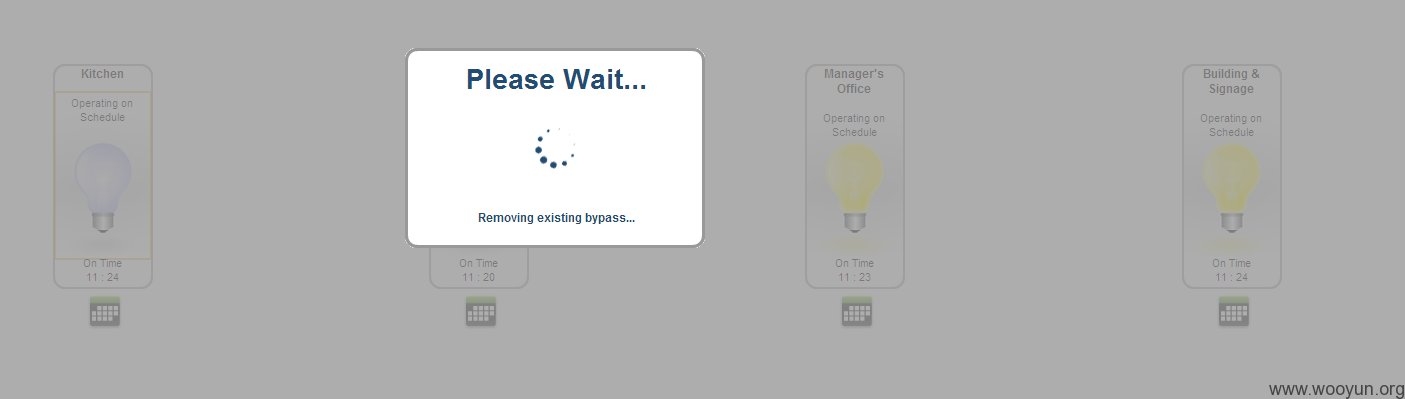 Kitchen
Operating on
Schedule
On Time
11 : 24
Please Wait...
Removing existing bypass...
On Time
11 : 20
Manager's
Office
Operating on
Schedule
On Time
11 : 23
Building &
Signage
Operating on
Schedule
On Time
11 : 24
www.wooyun.org